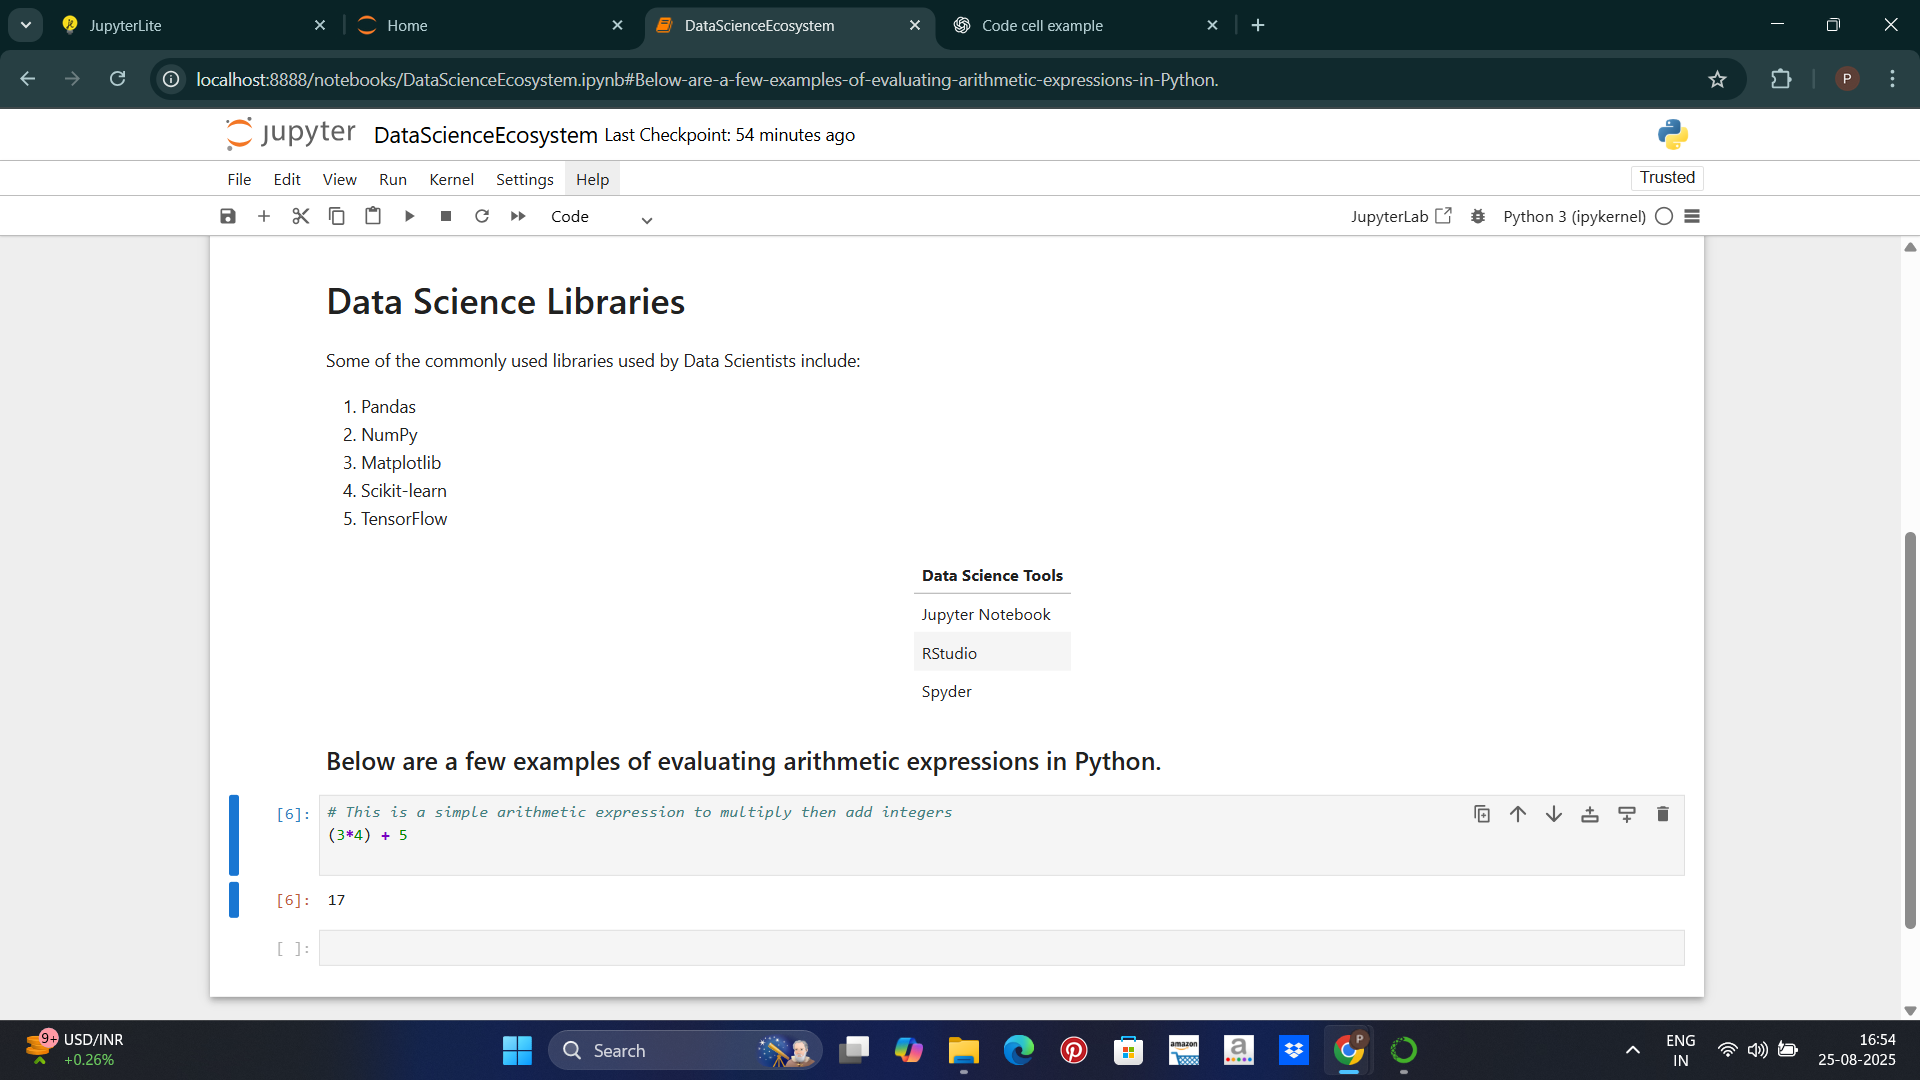 JupyterLite
Home
DataScienceEcosystem
Code cell example
localhost:8888/notebooks/DataScienceEcosystem.ipynb#Below-are-a-few-examples-of-evaluating-arithmetic-expressions-in-Python.
P
jupyter DataScienceEcosystem Last Checkpoint: 54 minutes ago
File Edit View Run Kernel Settings Help
Trusted
Code
JupyterLab
Python 3 (ipykernel)
Data Science Libraries
Some of the commonly used libraries used by Data Scientists include:
1. Pandas
2. NumPy
3. Matplotlib
4. Scikit-learn
5. TensorFlow
Data Science Tools
Jupyter Notebook
RStudio
Spyder
Below are a few examples of evaluating arithmetic expressions in Python.
[6]: # This is a simple arithmetic expression to multiply then add integers
(3*4) + 5
[6]: 17
[ ]:
9+
USD/INR
+0.26%
Search
amazon
a
P
ENG
IN
16:54
25-08-2025